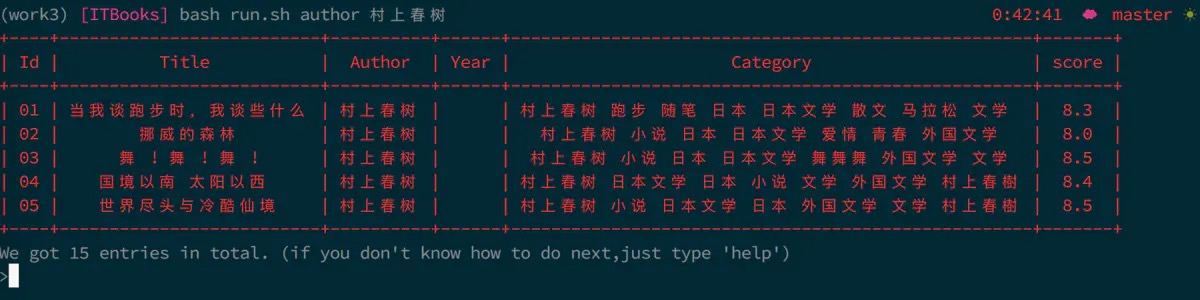 (work3) [ITBooks] bash run.sh author 村上春树 0:42:41 master
| Id | Title | Author | Year | Category | score |
| 01 | 当我谈跑步时, 我谈些什么 | 村上春树 | | 村上春树 跑步 随笔 日本 日本文学 散文 马拉松 文学 | 8.3 |
| 02 | 挪威的森林 | 村上春树 | | 村上春树 小说 日本 日本文学 爱情 青春 外国文学 | 8.0 |
| 03 | 舞 ! 舞 ! 舞 ! | 村上春树 | | 村上春树 小说 日本 日本文学 舞舞舞 外国文学 文学 | 8.5 |
| 04 | 国境以南 太阳以西 | 村上春树 | | 村上春树 日本文学 日本 小说 文学 外国文学 村上春樹 | 8.4 |
| 05 | 世界尽头与冷酷仙境 | 村上春树 | | 村上春树 小说 日本文学 日本 外国文学 文学 村上春樹 | 8.5 |
We got 15 entries in total. (if you don't know how to do next,just type 'help')
>